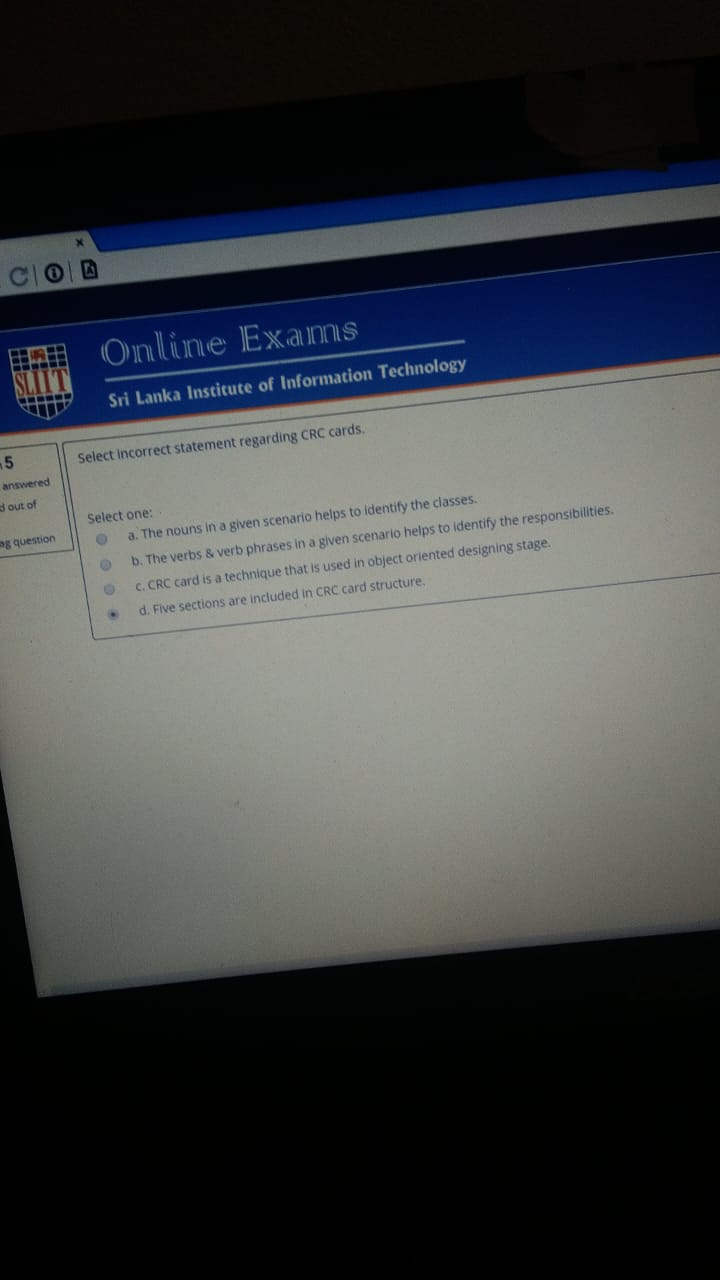 Online Exams
SLIIT
Sri Lanka Institute of Information Technology
5
answered
d out of
ag question
Select incorrect statement regarding CRC cards.
Select one:
a. The nouns in a given scenario helps to identify the classes.
b. The verbs & verb phrases in a given scenario helps to identify the responsibilities.
c. CRC card is a technique that is used in object oriented designing stage.
d. Five sections are included in CRC card structure.